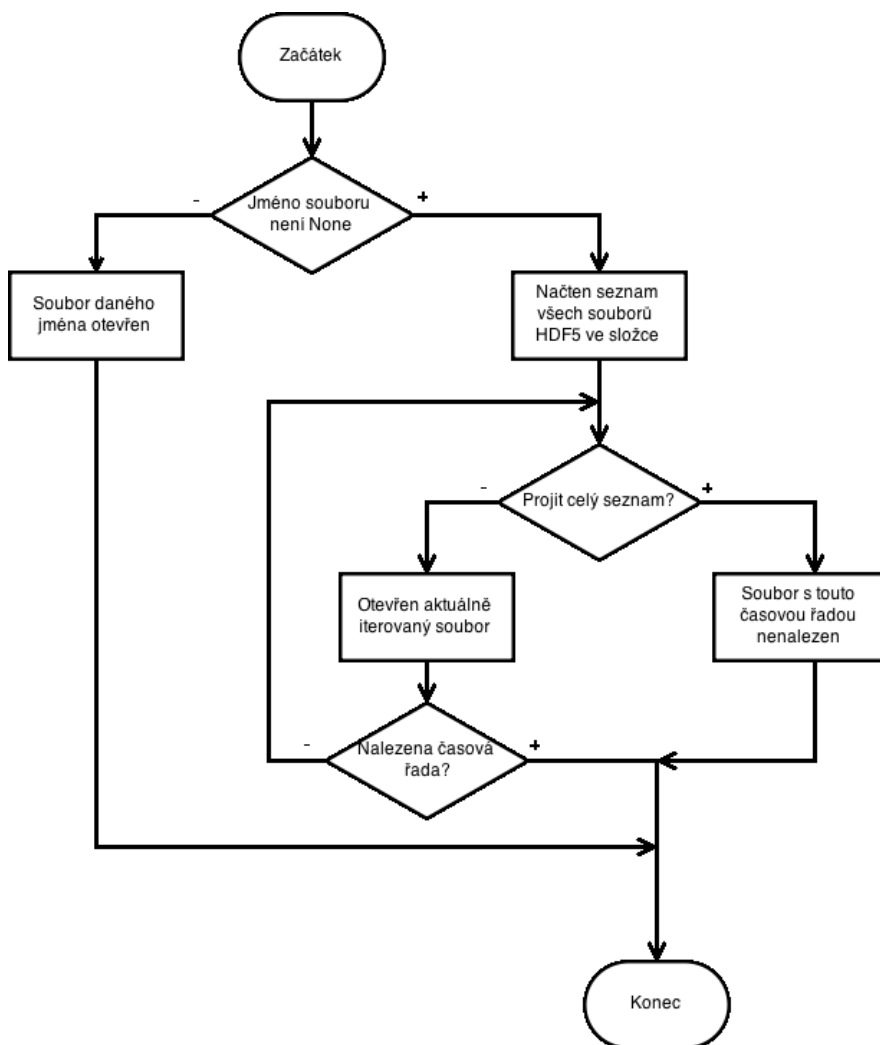 Začátek
Jméno souboru
není None
-
+
Soubor daného
jména otevřen
Načten seznam
všech souborů
HDF5 ve složce
-
+
Projit celý seznam?
Otevřen aktuálně
iterovaný soubor
Soubor s touto
časovou řadou
nenalezen
-
+
Nalezena časová
řada?
Konec